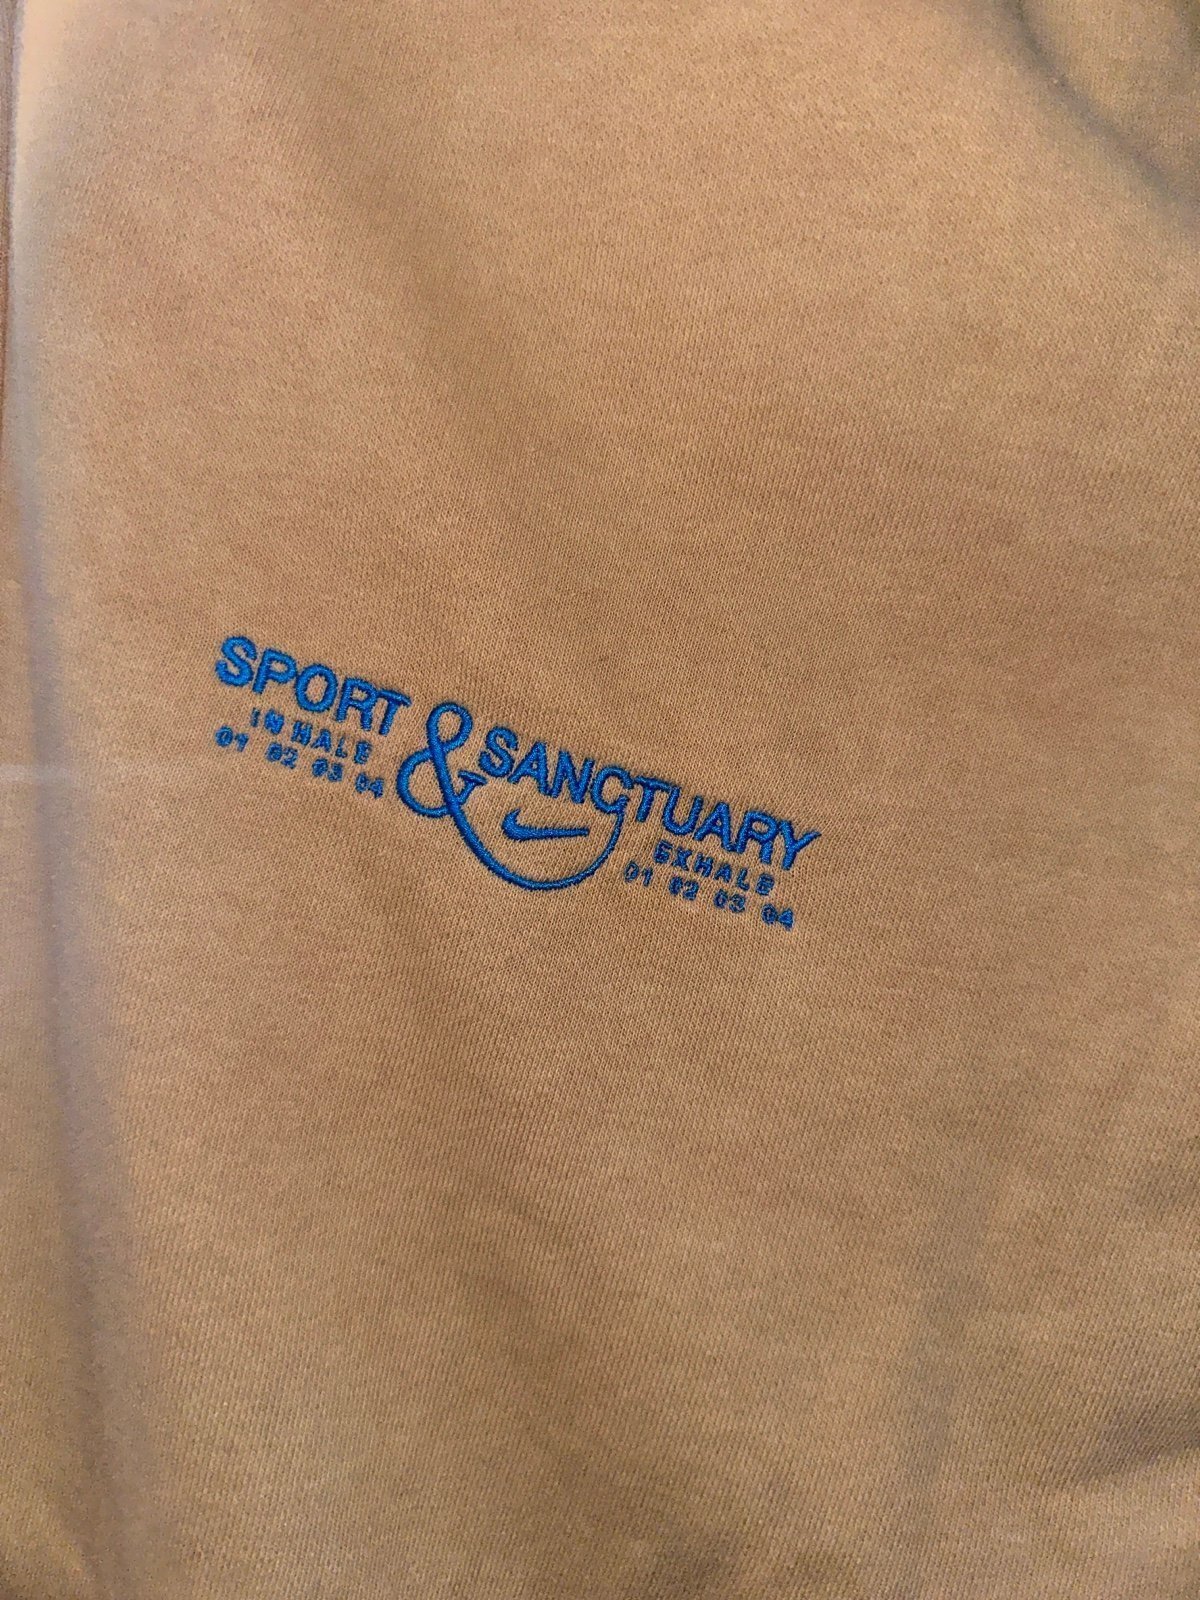 SPORT & SANCTUARY
INHALE
01 02 03 04
EXHALE
01 02 03 04